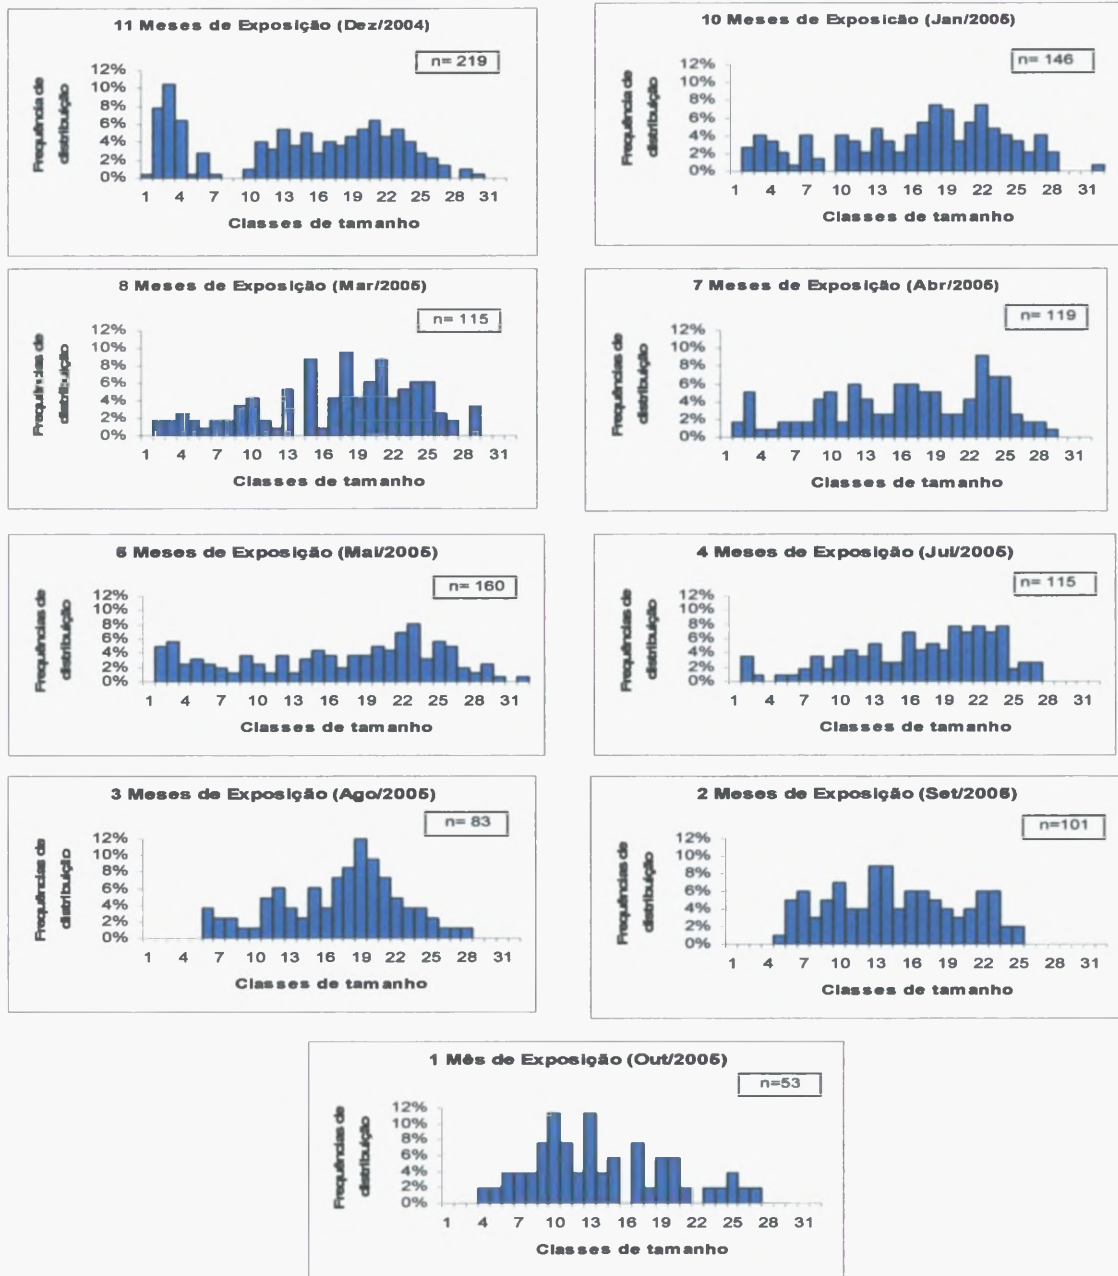 11 Meses de Exposição (Dez/2004)
n= 219
Frequência de distribuição
12%
10%
8%
6%
4%
2%
0%
1 4 7 10 13 16 19 22 25 28 31
Classes de tamanho
10 Meses de Exposicão (Jan/2005)
n= 146
Frequência de distribuição
12%
10%
8%
6%
4%
2%
0%
1 4 7 10 13 16 19 22 25 28 31
Classes de tamanho
8 Meses de Exposição (Mar/2005)
n= 115
Frequências de distribuição
12%
10%
8%
6%
4%
2%
0%
1 4 7 10 13 16 19 22 25 28 31
Classes de tamanho
7 Meses de Exposição (Abr/2005)
n= 119
Frequências de distribuição
12%
10%
8%
6%
4%
2%
0%
1 4 7 10 13 16 19 22 25 28 31
Classes de tamanho
6 Meses de Exposição (Mai/2005)
n= 160
Frequências de distribuição
12%
10%
8%
6%
4%
2%
0%
1 4 7 10 13 16 19 22 25 28 31
Classes de tamanho
4 Meses de Exposição (Jul/2005)
n= 115
Frequências de distribuição
12%
10%
8%
6%
4%
2%
0%
1 4 7 10 13 16 19 22 25 28 31
Classes de tamanho
3 Meses de Exposição (Ago/2005)
n= 83
Frequências de distribuição
12%
10%
8%
6%
4%
2%
0%
1 4 7 10 13 16 19 22 25 28 31
Classes de tamanho
2 Meses de Exposição (Set/2005)
n=101
Frequências de distribuição
12%
10%
8%
6%
4%
2%
0%
1 4 7 10 13 16 19 22 25 28 31
Classes de tamanho
1 Mês de Exposição (Out/2005)
n=53
Frequências de distribuição
12%
10%
8%
6%
4%
2%
0%
1 4 7 10 13 16 19 22 25 28 31
Classes de tamanho